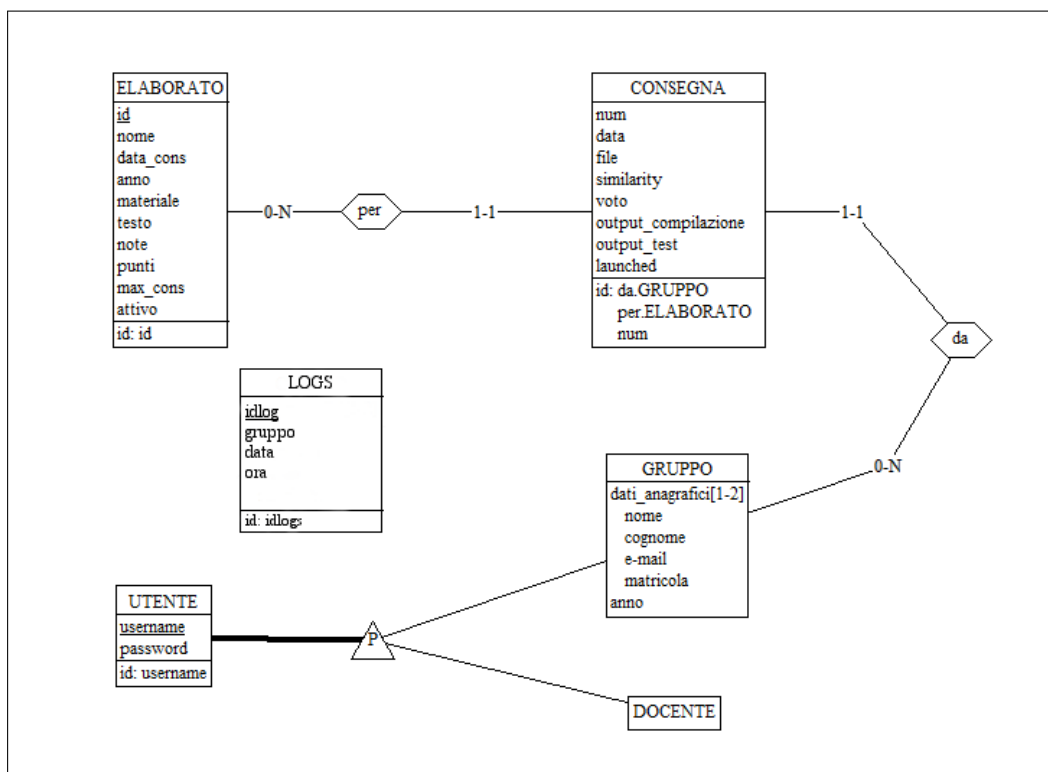 ELABORATO
id
nome
data_cons
anno
materiale
testo
note
punti
max_cons
attivo
id: id
0-N
per
1-1
CONSEGNA
num
data
file
similarity
voto
output_compilazione
output_test
launched
id: da.GRUPPO
per.ELABORATO
num
1-1
da
0-N
LOGS
idlog
gruppo
data
ora
id: idlogs
GRUPPO
dati_anagrafici[1-2]
nome
cognome
e-mail
matricola
anno
UTENTE
username
password
id: username
P
DOCENTE